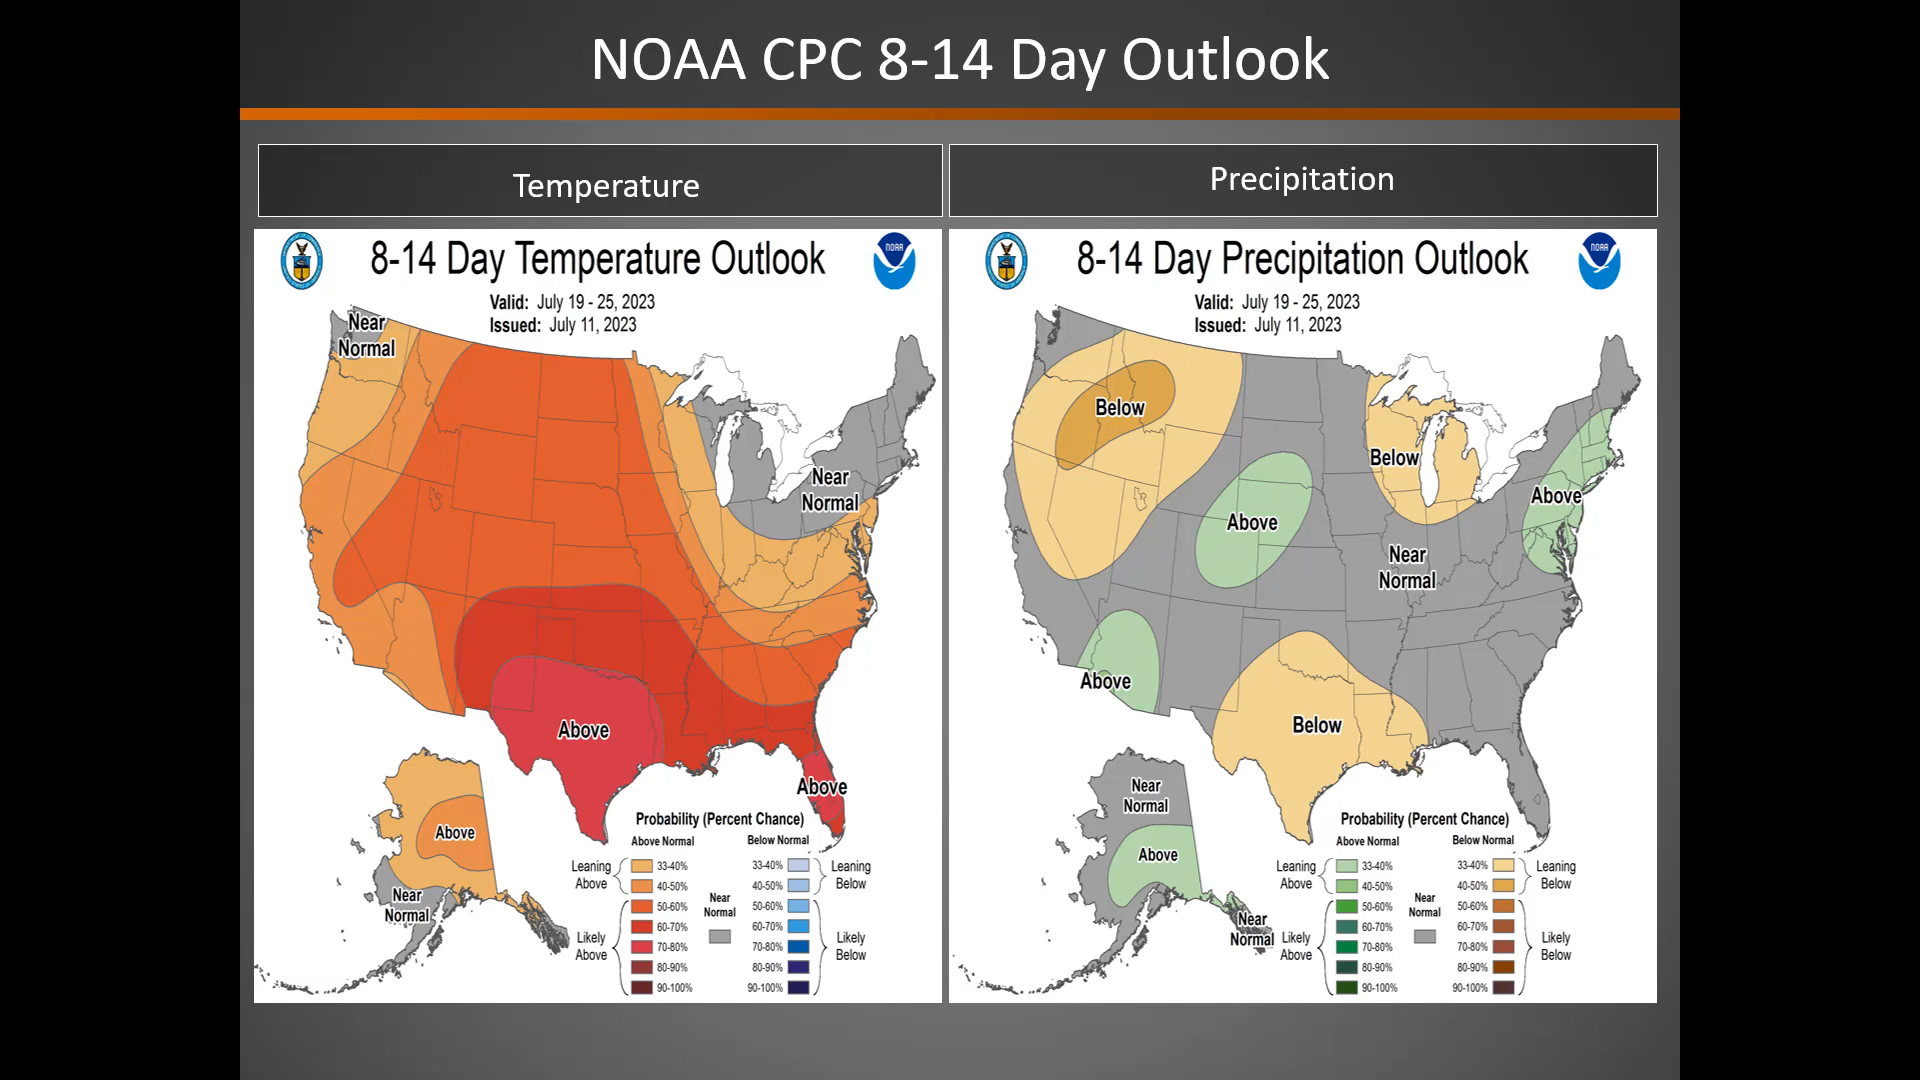 NOAA CPC 8-14 Day Outlook
Temperature
Precipitation
NOAA
8-14 Day Temperature Outlook
Valid: July 19 - 25, 2023
Issued: July 11, 2023
Near
Normal
Near
Normal
Above
Above
Above
Near
Normal
Probability (Percent Chance)
Above Normal
Below Normal
Leaning
Above
33-40%
40-50%
Likely
Above
50-60%
60-70%
70-80%
80-90%
90-100%
Near
Normal
33-40%
40-50%
Leaning
Below
50-60%
60-70%
70-80%
80-90%
90-100%
Likely
Below
NOAA
8-14 Day Precipitation Outlook
Valid: July 19 - 25, 2023
Issued: July 11, 2023
Below
Below
Above
Above
Near
Normal
Above
Below
Near
Normal
Above
Near
Normal
Probability (Percent Chance)
Above Normal
Below Normal
Leaning
Above
33-40%
40-50%
Likely
Above
50-60%
60-70%
70-80%
80-90%
90-100%
Near
Normal
33-40%
40-50%
Leaning
Below
50-60%
60-70%
70-80%
80-90%
90-100%
Likely
Below